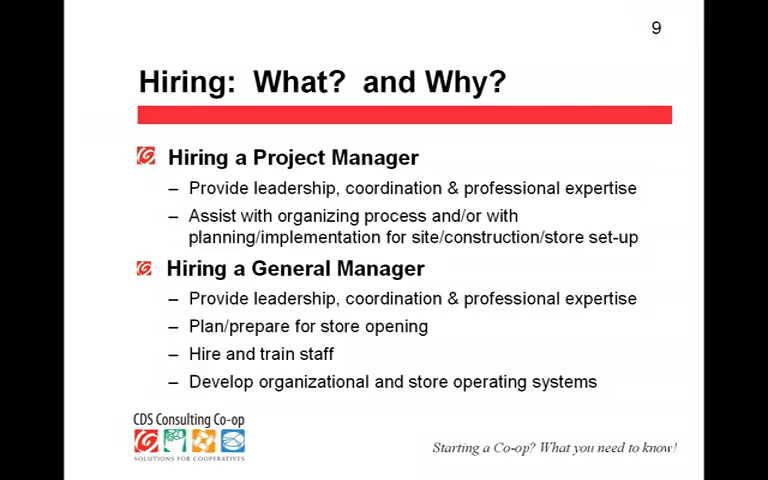 9
Hiring:  What?  and Why?
Hiring a Project Manager
– Provide leadership, coordination & professional expertise
– Assist with organizing process and/or with
planning/implementation for site/construction/store set-up
Hiring a General Manager
– Provide leadership, coordination & professional expertise
– Plan/prepare for store opening
– Hire and train staff
– Develop organizational and store operating systems
CDS Consulting Co-op
SOLUTIONS FOR COOPERATIVES
Starting a Co-op? What you need to know!